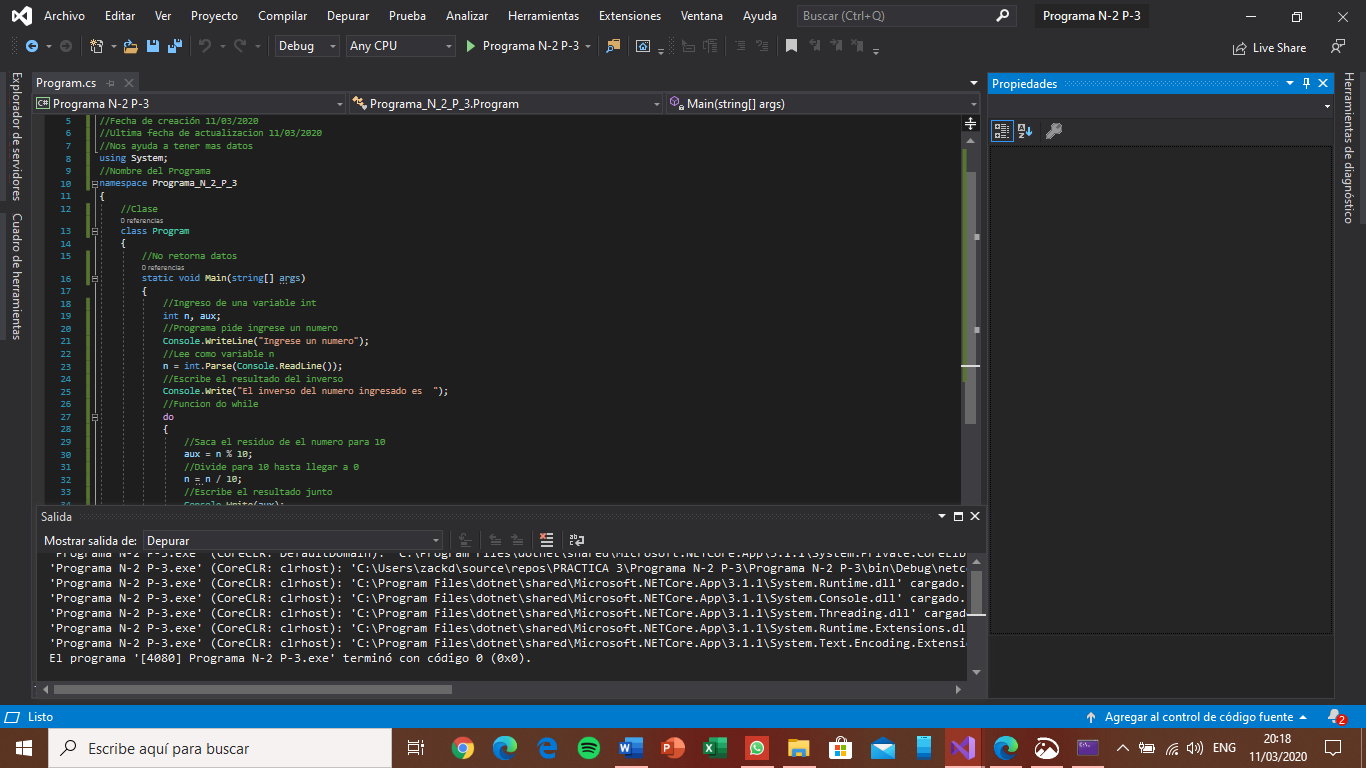 Archivo Editar Ver Proyecto Compilar Depurar Prueba Analizar Herramientas Extensiones Ventana Ayuda Buscar (Ctrl+Q) Programa N-2 P-3
Debug Any CPU Programa N-2 P-3 Live Share
Explorador de servidores
Cuadro de herramientas
Program.cs
C# Programa N-2 P-3 Programa_N_2_P_3.Program Main(string[] args)
5 //Fecha de creación 11/03/2020
6 //Ultima fecha de actualizacion 11/03/2020
7 //Nos ayuda a tener mas datos
8 using System;
9 //Nombre del Programa
10 namespace Programa_N_2_P_3
11 {
12 //Clase
0 referencias
13 class Program
14 {
15 //No retorna datos
0 referencias
16 static void Main(string[] args)
17 {
18 //Ingreso de una variable int
19 int n, aux;
20 //Programa pide ingrese un numero
21 Console.WriteLine("Ingrese un numero");
22 //Lee como variable n
23 n = int.Parse(Console.ReadLine());
24 //Escribe el resultado del inverso
25 Console.Write("El inverso del numero ingresado es  ");
26 //Funcion do while
27 do
28 {
29 //Saca el residuo de el numero para 10
30 aux = n % 10;
31 //Divide para 10 hasta llegar a 0
32 n = n / 10;
33 //Escribe el resultado junto
34 Console.Write(aux);
Propiedades
Herramientas de diagnóstico
Salida
Mostrar salida de: Depurar
'Programa N-2 P-3.exe' (CoreCLR: DefaultDomain): 'C:\Program Files\dotnet\shared\Microsoft.NETCore.App\3.1.1\System.Private.CoreLib
'Programa N-2 P-3.exe' (CoreCLR: clrhost): 'C:\Users\zackd\source\repos\PRACTICA 3\Programa N-2 P-3\Programa N-2 P-3\bin\Debug\netc
'Programa N-2 P-3.exe' (CoreCLR: clrhost): 'C:\Program Files\dotnet\shared\Microsoft.NETCore.App\3.1.1\System.Runtime.dll' cargado.
'Programa N-2 P-3.exe' (CoreCLR: clrhost): 'C:\Program Files\dotnet\shared\Microsoft.NETCore.App\3.1.1\System.Console.dll' cargado.
'Programa N-2 P-3.exe' (CoreCLR: clrhost): 'C:\Program Files\dotnet\shared\Microsoft.NETCore.App\3.1.1\System.Threading.dll' cargad
'Programa N-2 P-3.exe' (CoreCLR: clrhost): 'C:\Program Files\dotnet\shared\Microsoft.NETCore.App\3.1.1\System.Runtime.Extensions.dl
'Programa N-2 P-3.exe' (CoreCLR: clrhost): 'C:\Program Files\dotnet\shared\Microsoft.NETCore.App\3.1.1\System.Text.Encoding.Extensi
El programa '[4080] Programa N-2 P-3.exe' terminó con código 0 (0x0).
Listo Agregar al control de código fuente 2
Escribe aquí para buscar
ENG
20:18
11/03/2020